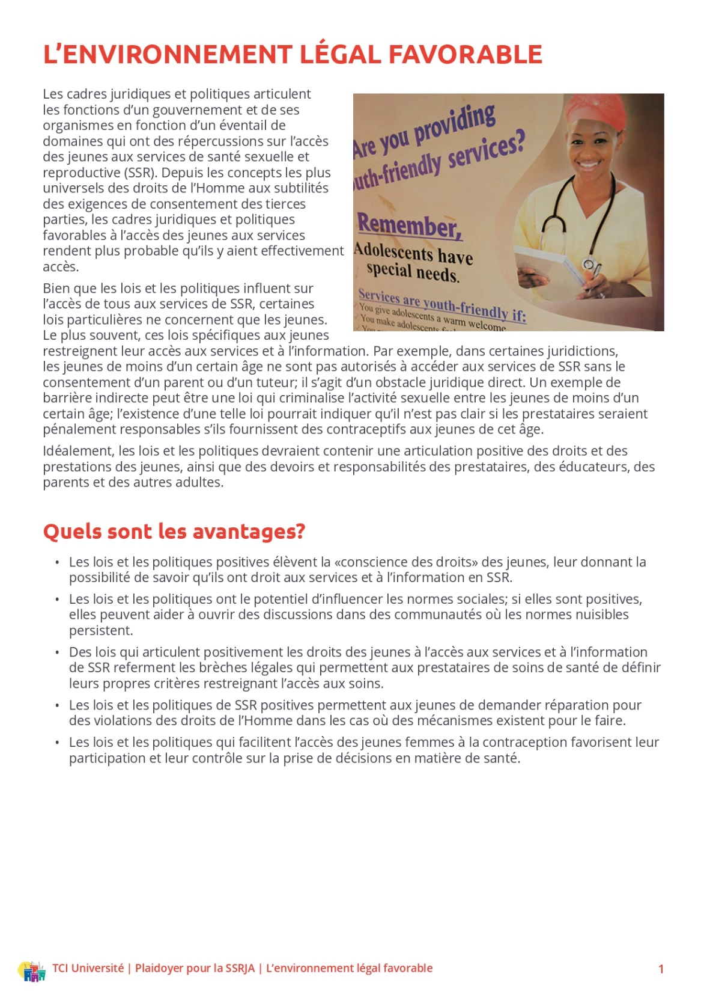 L’ENVIRONNEMENT LÉGAL FAVORABLE
Les cadres juridiques et politiques articulent
les fonctions d’un gouvernement et de ses
organismes en fonction d’un éventail de
domaines qui ont des répercussions sur l’accès
des jeunes aux services de santé sexuelle et
reproductive (SSR). Depuis les concepts les plus
universels des droits de l’Homme aux subtilités
des exigences de consentement des tierces
parties, les cadres juridiques et politiques
favorables à l’accès des jeunes aux services
rendent plus probable qu’ils y aient effectivement
accès.
Are you providing
outh-friendly services?
Remember,
Adolescents have
special needs.
Services are youth-friendly if:
You give adolescents a warm welcome
You make adolescents
You
Bien que les lois et les politiques influent sur
l’accès de tous aux services de SSR, certaines
lois particulières ne concernent que les jeunes.
Le plus souvent, ces lois spécifiques aux jeunes
restreignent leur accès aux services et à l’information. Par exemple, dans certaines juridictions,
les jeunes de moins d’un certain âge ne sont pas autorisés à accéder aux services de SSR sans le
consentement d’un parent ou d’un tuteur; il s’agit d’un obstacle juridique direct. Un exemple de
barrière indirecte peut être une loi qui criminalise l’activité sexuelle entre les jeunes de moins d’un
certain âge; l’existence d’une telle loi pourrait indiquer qu’il n’est pas clair si les prestataires seraient
pénalement responsables s’ils fournissent des contraceptifs aux jeunes de cet âge.
Idéalement, les lois et les politiques devraient contenir une articulation positive des droits et des
prestations des jeunes, ainsi que des devoirs et responsabilités des prestataires, des éducateurs, des
parents et des autres adultes.
Quels sont les avantages?
• Les lois et les politiques positives élèvent la «conscience des droits» des jeunes, leur donnant la
possibilité de savoir qu’ils ont droit aux services et à l’information en SSR.
• Les lois et les politiques ont le potentiel d’influencer les normes sociales; si elles sont positives,
elles peuvent aider à ouvrir des discussions dans des communautés où les normes nuisibles
persistent.
• Des lois qui articulent positivement les droits des jeunes à l’accès aux services et à l’information
de SSR referment les brèches légales qui permettent aux prestataires de soins de santé de définir
leurs propres critères restreignant l’accès aux soins.
• Les lois et les politiques de SSR positives permettent aux jeunes de demander réparation pour
des violations des droits de l’Homme dans les cas où des mécanismes existent pour le faire.
• Les lois et les politiques qui facilitent l’accès des jeunes femmes à la contraception favorisent leur
participation et leur contrôle sur la prise de décisions en matière de santé.
TCI Université | Plaidoyer pour la SSRJA | L’environnement légal favorable
1